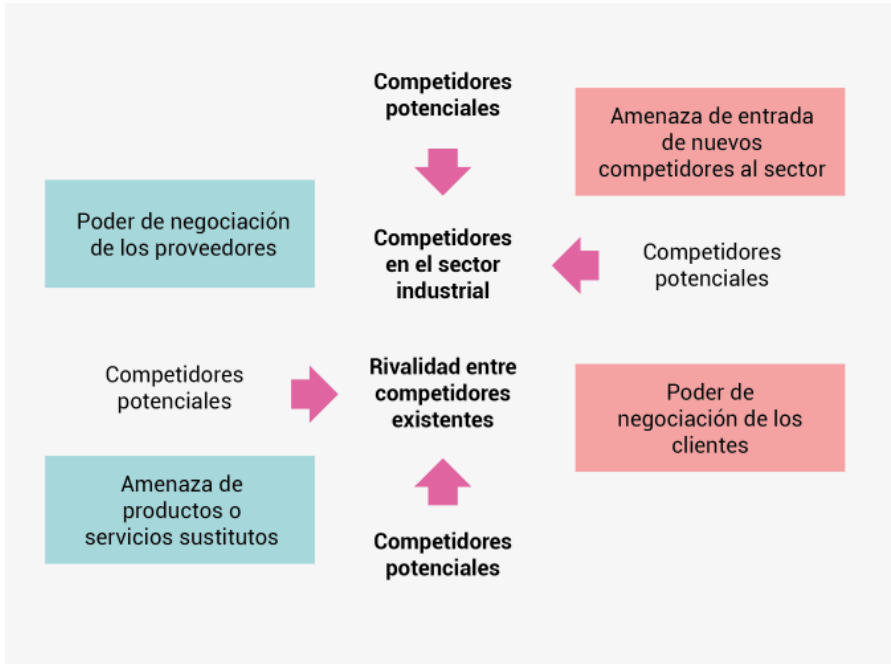 Competidores
potenciales
Amenaza de entrada
de nuevos
competidores al sector
Poder de negociación
de los proveedores
Competidores
en el sector
industrial
Competidores
potenciales
Competidores
potenciales
Rivalidad entre
competidores
existentes
Poder de
negociación de los
clientes
Amenaza de
productos o
servicios sustitutos
Competidores
potenciales